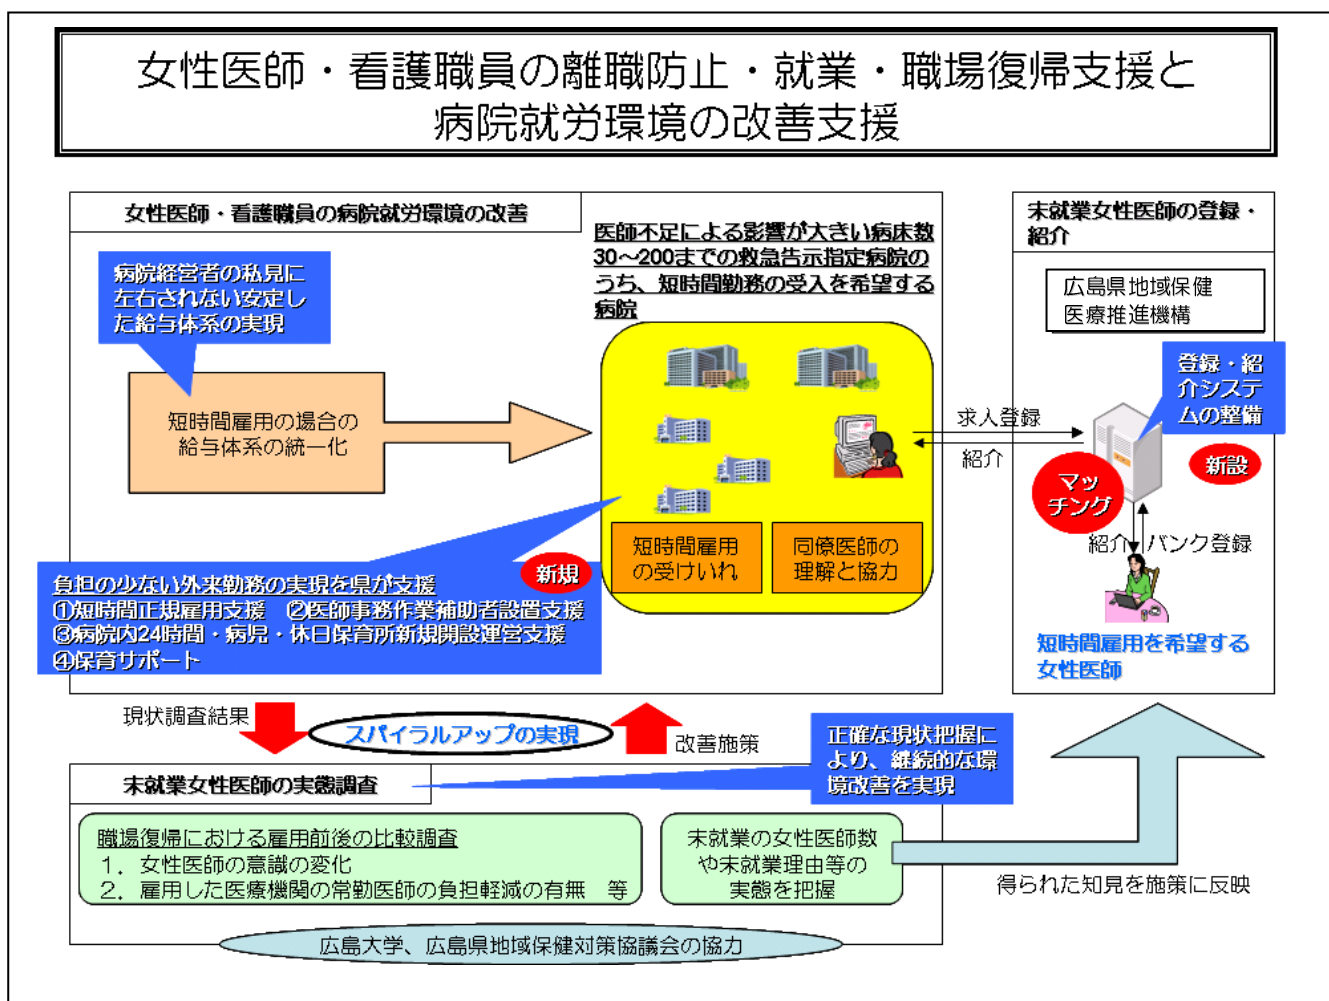 女性医師・看護職員の離職防止・就業・職場復帰支援と
病院就労環境の改善支援
女性医師・看護職員の病院就労環境の改善
病院経営者の私見に
左右されない安定し
た給与体系の実現
短時間雇用の場合の
給与体系の統一化
医師不足による影響が大きい病床数
30~200までの救急告示指定病院の
うち、短時間勤務の受入を希望する
病院
短時間雇用
の受けいれ
同僚医師の
理解と協力
新規
負担の少ない外来勤務の実現を県が支援
①短時間正規雇用支援 ②医師事務作業補助者設置支援
③病院内24時間・病児・休日保育所新規開設運営支援
④保育サポート
求人登録
紹介
未就業女性医師の登録・
紹介
広島県地域保健
医療推進機構
登録・紹
介システ
ムの整備
新設
マッ
チング
紹介
バンク登録
短時間雇用を希望する
女性医師
現状調査結果
スパイラルアップの実現
改善施策
正確な現状把握に
より、継続的な環
境改善を実現
未就業女性医師の実態調査
職場復帰における雇用前後の比較調査
1．女性医師の意識の変化
2．雇用した医療機関の常勤医師の負担軽減の有無 等
未就業の女性医師数
や未就業理由等の
実態を把握
得られた知見を施策に反映
広島大学、広島県地域保健対策協議会の協力